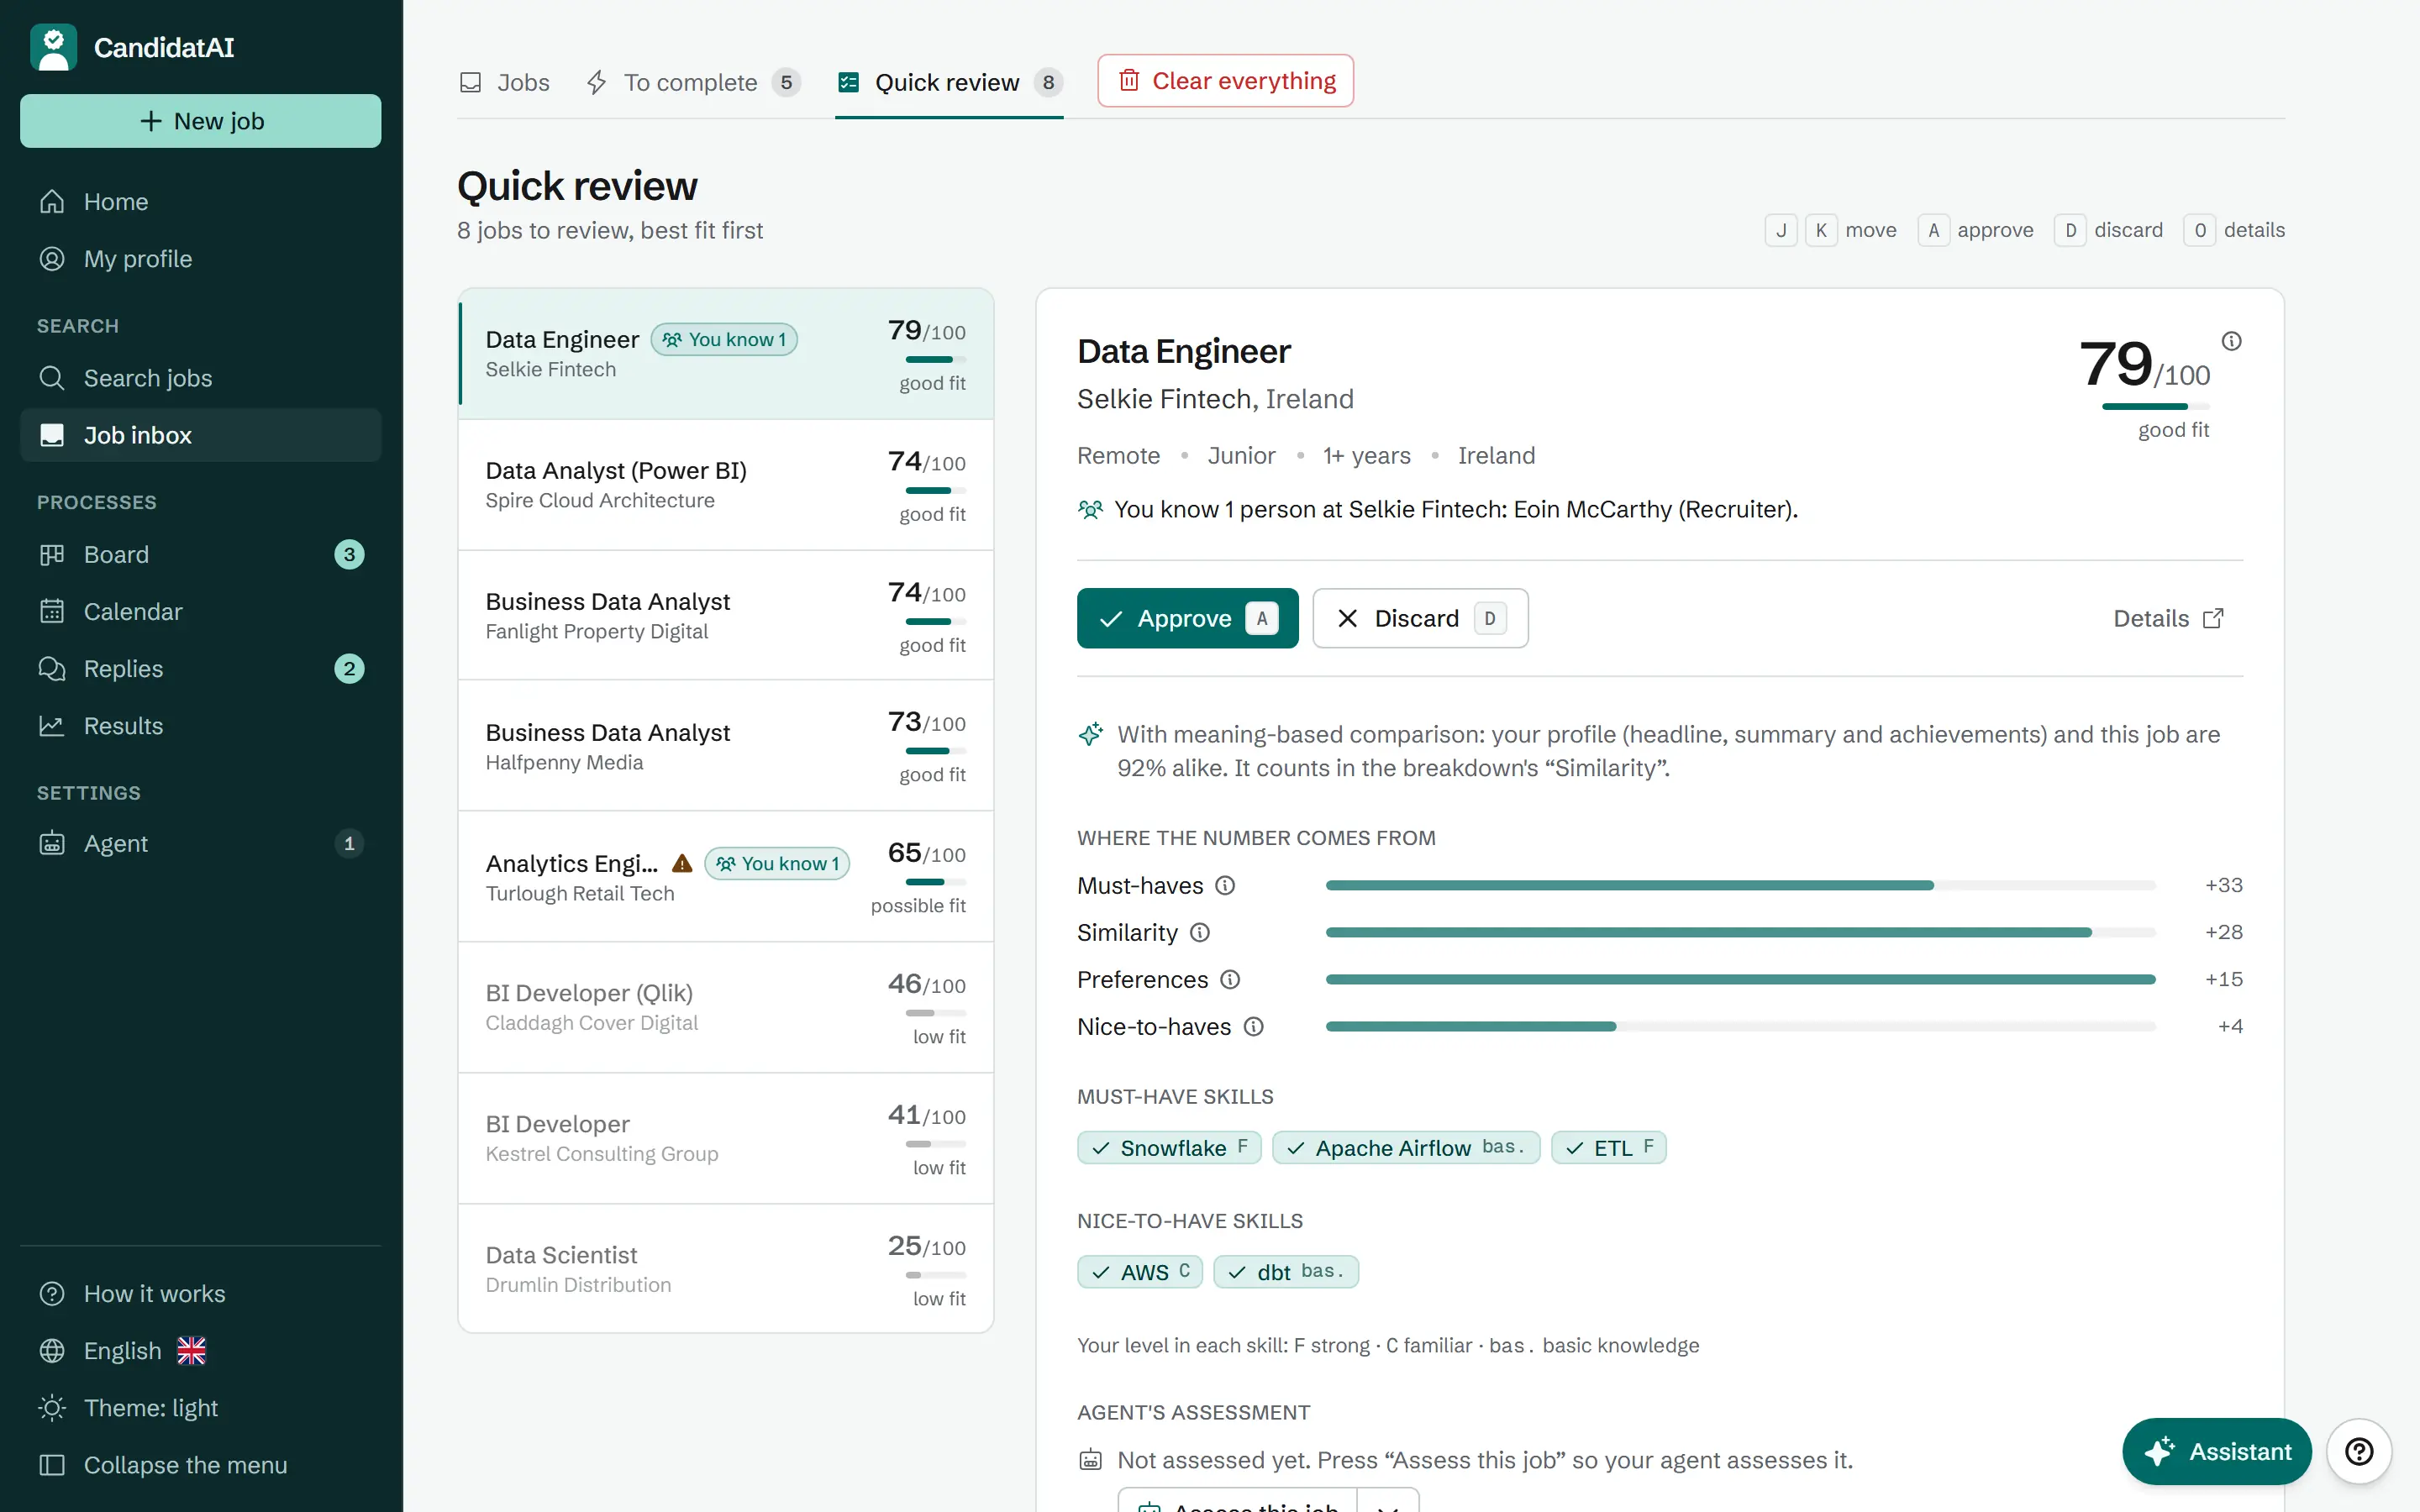 CandidatAI
New job
Home
My profile
SEARCH
Search jobs
Job inbox
PROCESSES
Board 3
Calendar
Replies 2
Results
SETTINGS
Agent 1
How it works
English
Theme: light
Collapse the menu
Jobs
To complete 5
Quick review 8
Clear everything
Quick review
8 jobs to review, best fit first
J K move A approve D discard O details
Data Engineer You know 1 79/100
Selkie Fintech
good fit
Data Analyst (Power BI) 74/100
Spire Cloud Architecture
good fit
Business Data Analyst 74/100
Fanlight Property Digital
good fit
Business Data Analyst 73/100
Halfpenny Media
good fit
Analytics Engi... You know 1 65/100
Turlough Retail Tech
possible fit
BI Developer (Qlik) 46/100
Claddagh Cover Digital
low fit
BI Developer 41/100
Kestrel Consulting Group
low fit
Data Scientist 25/100
Drumlin Distribution
low fit
Data Engineer
Selkie Fintech, Ireland
79/100
good fit
Remote • Junior • 1+ years • Ireland
You know 1 person at Selkie Fintech: Eoin McCarthy (Recruiter).
Approve A
Discard D
Details
With meaning-based comparison: your profile (headline, summary and achievements) and this job are
92% alike. It counts in the breakdown's “Similarity”.
WHERE THE NUMBER COMES FROM
Must-haves +33
Similarity +28
Preferences +15
Nice-to-haves +4
MUST-HAVE SKILLS
Snowflake F Apache Airflow bas. ETL F
NICE-TO-HAVE SKILLS
AWS C dbt bas.
Your level in each skill: F strong · C familiar · bas. basic knowledge
AGENT'S ASSESSMENT
Not assessed yet. Press “Assess this job” so your agent assesses it.
Assess this job
Assistant